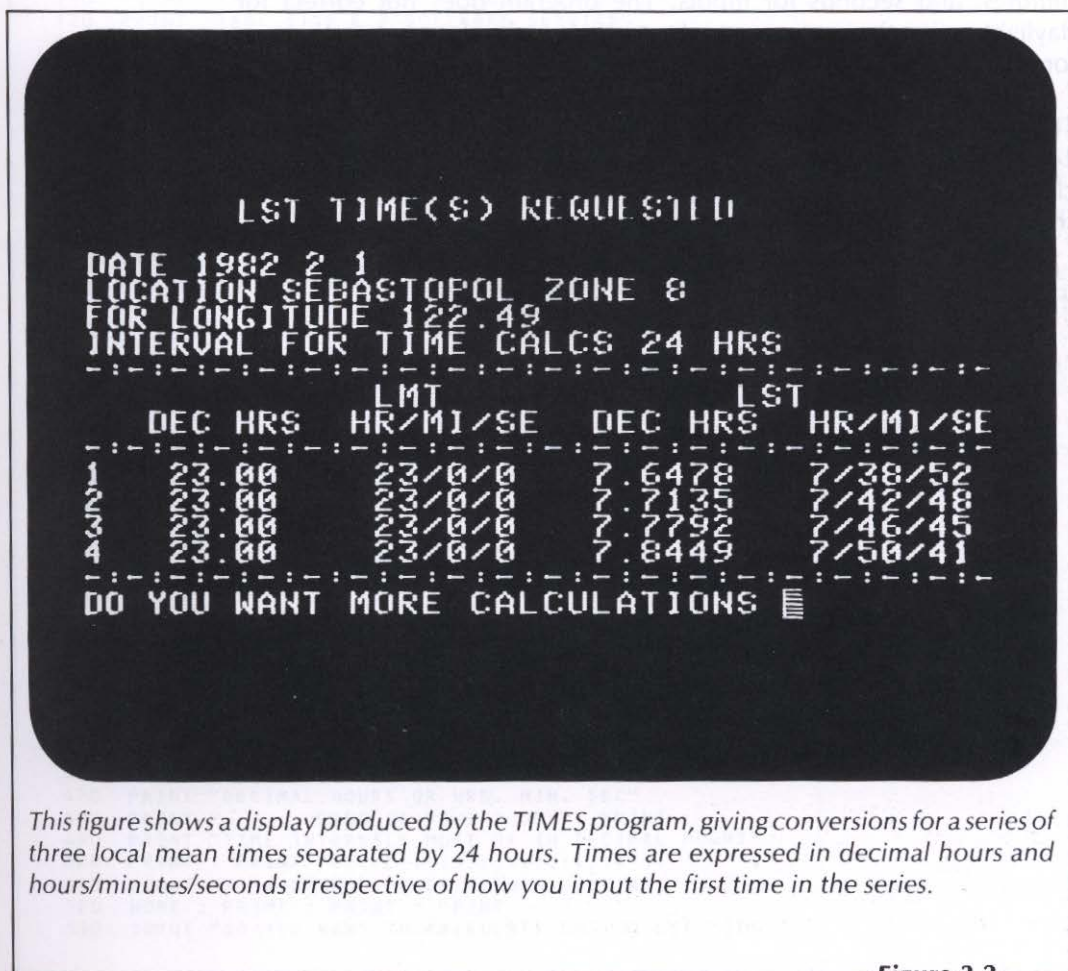 LST TIME(S) REQUESTED
DATE 1982 2 1
LOCATION SEBASTOPOL ZONE 8
FOR LONGITUDE 122.49
INTERVAL FOR TIME CALCS 24 HRS
-:-:-:-:-:-:-:-:-:-:-:-:-:-:-:-:-:-:-:-
LMT LST
DEC HRS HR/MI/SE DEC HRS HR/MI/SE
-:-:-:-:-:-:-:-:-:-:-:-:-:-:-:-:-:-:-:-
1 23.00 23/0/0 7.6478 7/38/52
2 23.00 23/0/0 7.7135 7/42/48
3 23.00 23/0/0 7.7792 7/46/45
4 23.00 23/0/0 7.8449 7/50/41
-:-:-:-:-:-:-:-:-:-:-:-:-:-:-:-:-:-:-:-
DO YOU WANT MORE CALCULATIONS
This figure shows a display produced by the TIMES program, giving conversions for a series of
three local mean times separated by 24 hours. Times are expressed in decimal hours and
hours/minutes/seconds irrespective of how you input the first time in the series.